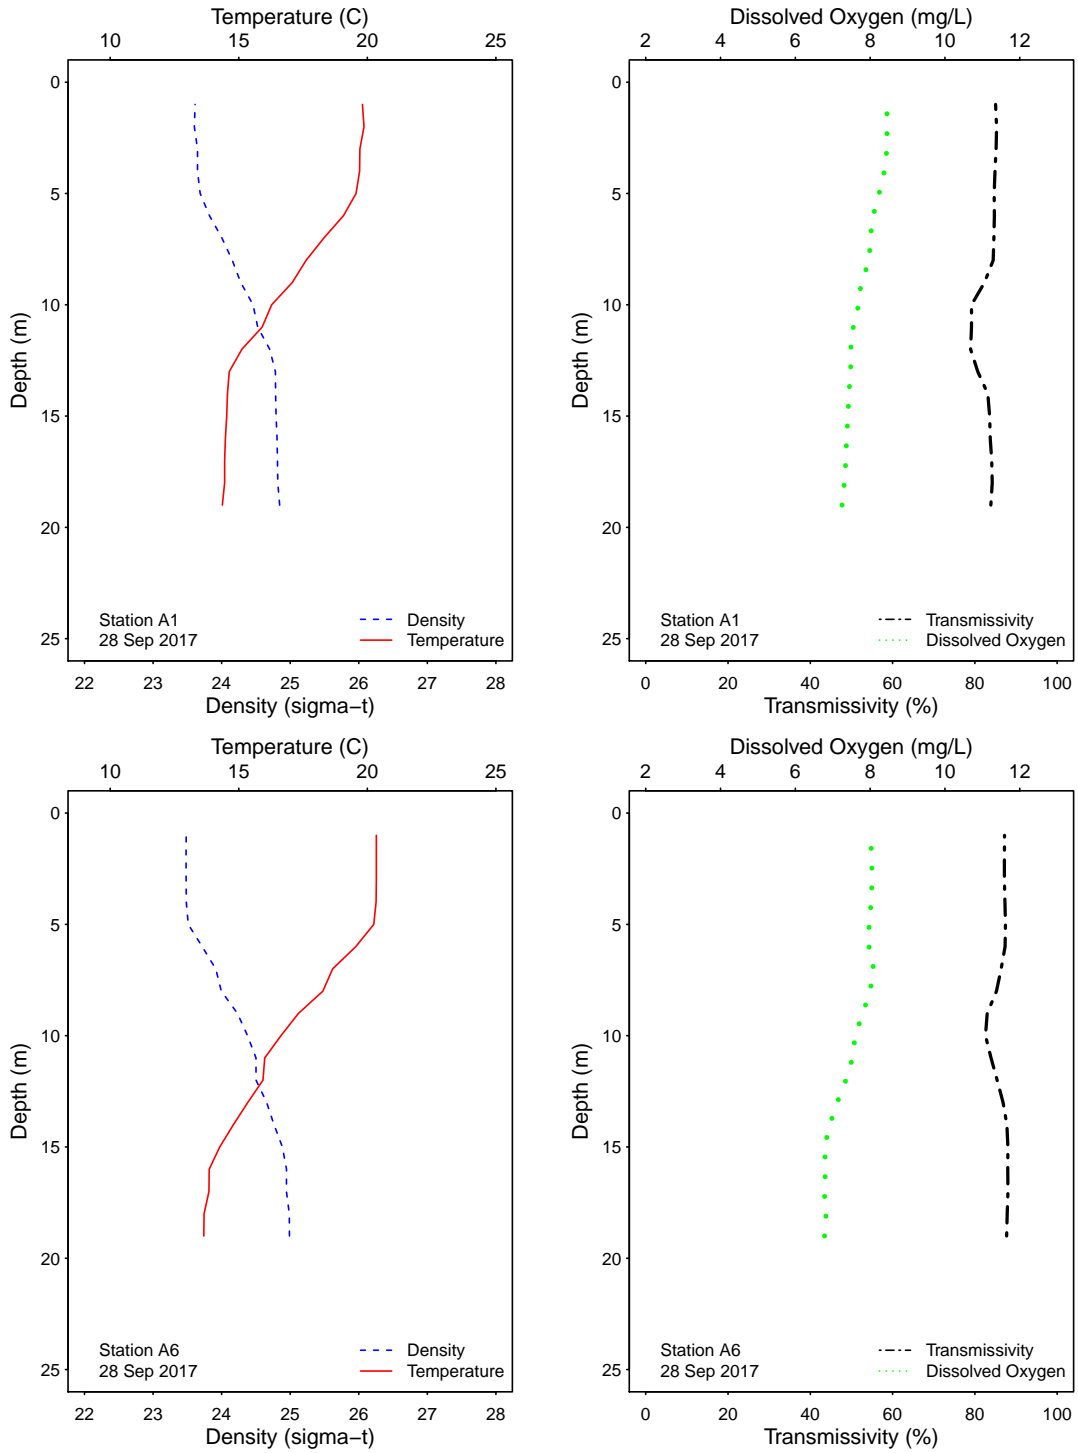 Temperature (C)
10 15 20 25
0
5
10
15
20
25
Depth (m)
Station A1
28 Sep 2017
Density
Temperature
22 23 24 25 26 27 28
Density (sigma−t)
Dissolved Oxygen (mg/L)
2 4 6 8 10 12
0
5
10
15
20
25
Depth (m)
Station A1
28 Sep 2017
Transmissivity
Dissolved Oxygen
0 20 40 60 80 100
Transmissivity (%)
Temperature (C)
10 15 20 25
0
5
10
15
20
25
Depth (m)
Station A6
28 Sep 2017
Density
Temperature
22 23 24 25 26 27 28
Density (sigma−t)
Dissolved Oxygen (mg/L)
2 4 6 8 10 12
0
5
10
15
20
25
Depth (m)
Station A6
28 Sep 2017
Transmissivity
Dissolved Oxygen
0 20 40 60 80 100
Transmissivity (%)